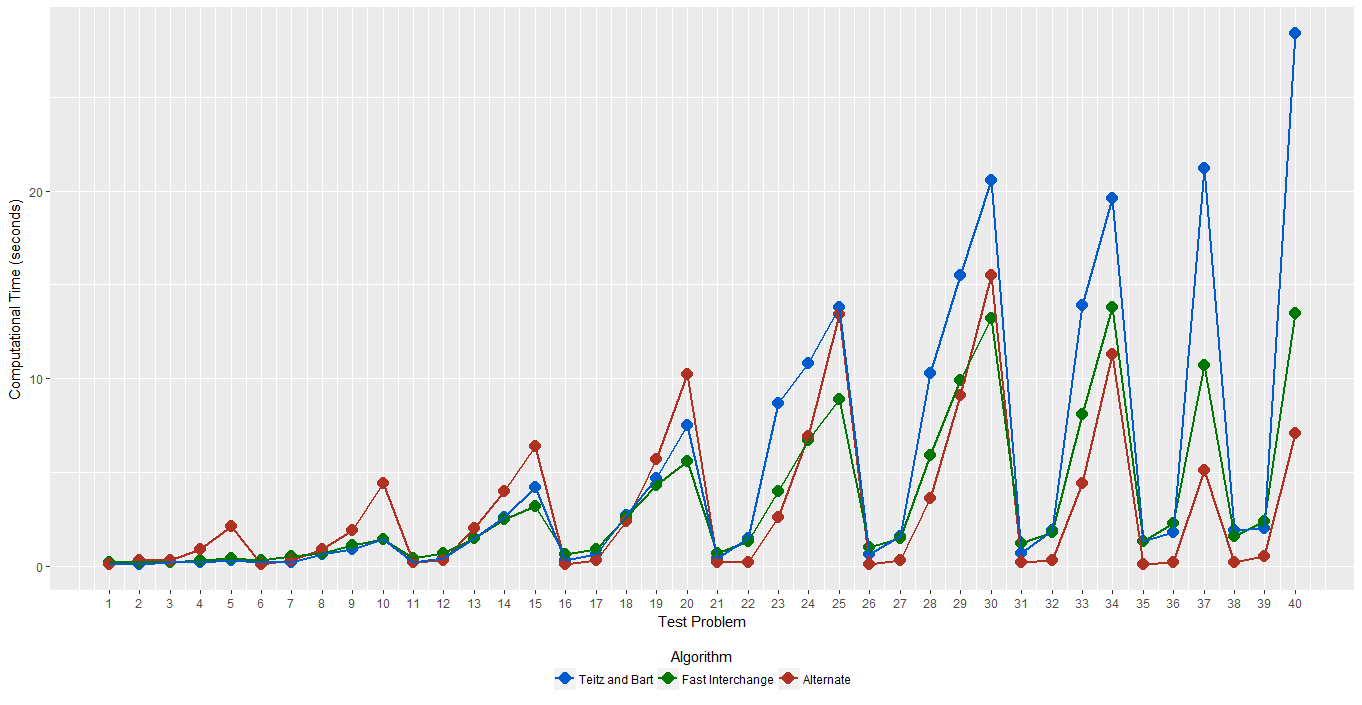 Computational Time (seconds)
20
10
0
1 2 3 4 5 6 7 8 9 10 11 12 13 14 15 16 17 18 19 20 21 22 23 24 25 26 27 28 29 30 31 32 33 34 35 36 37 38 39 40
Test Problem
Algorithm
Teitz and Bart Fast Interchange Alternate